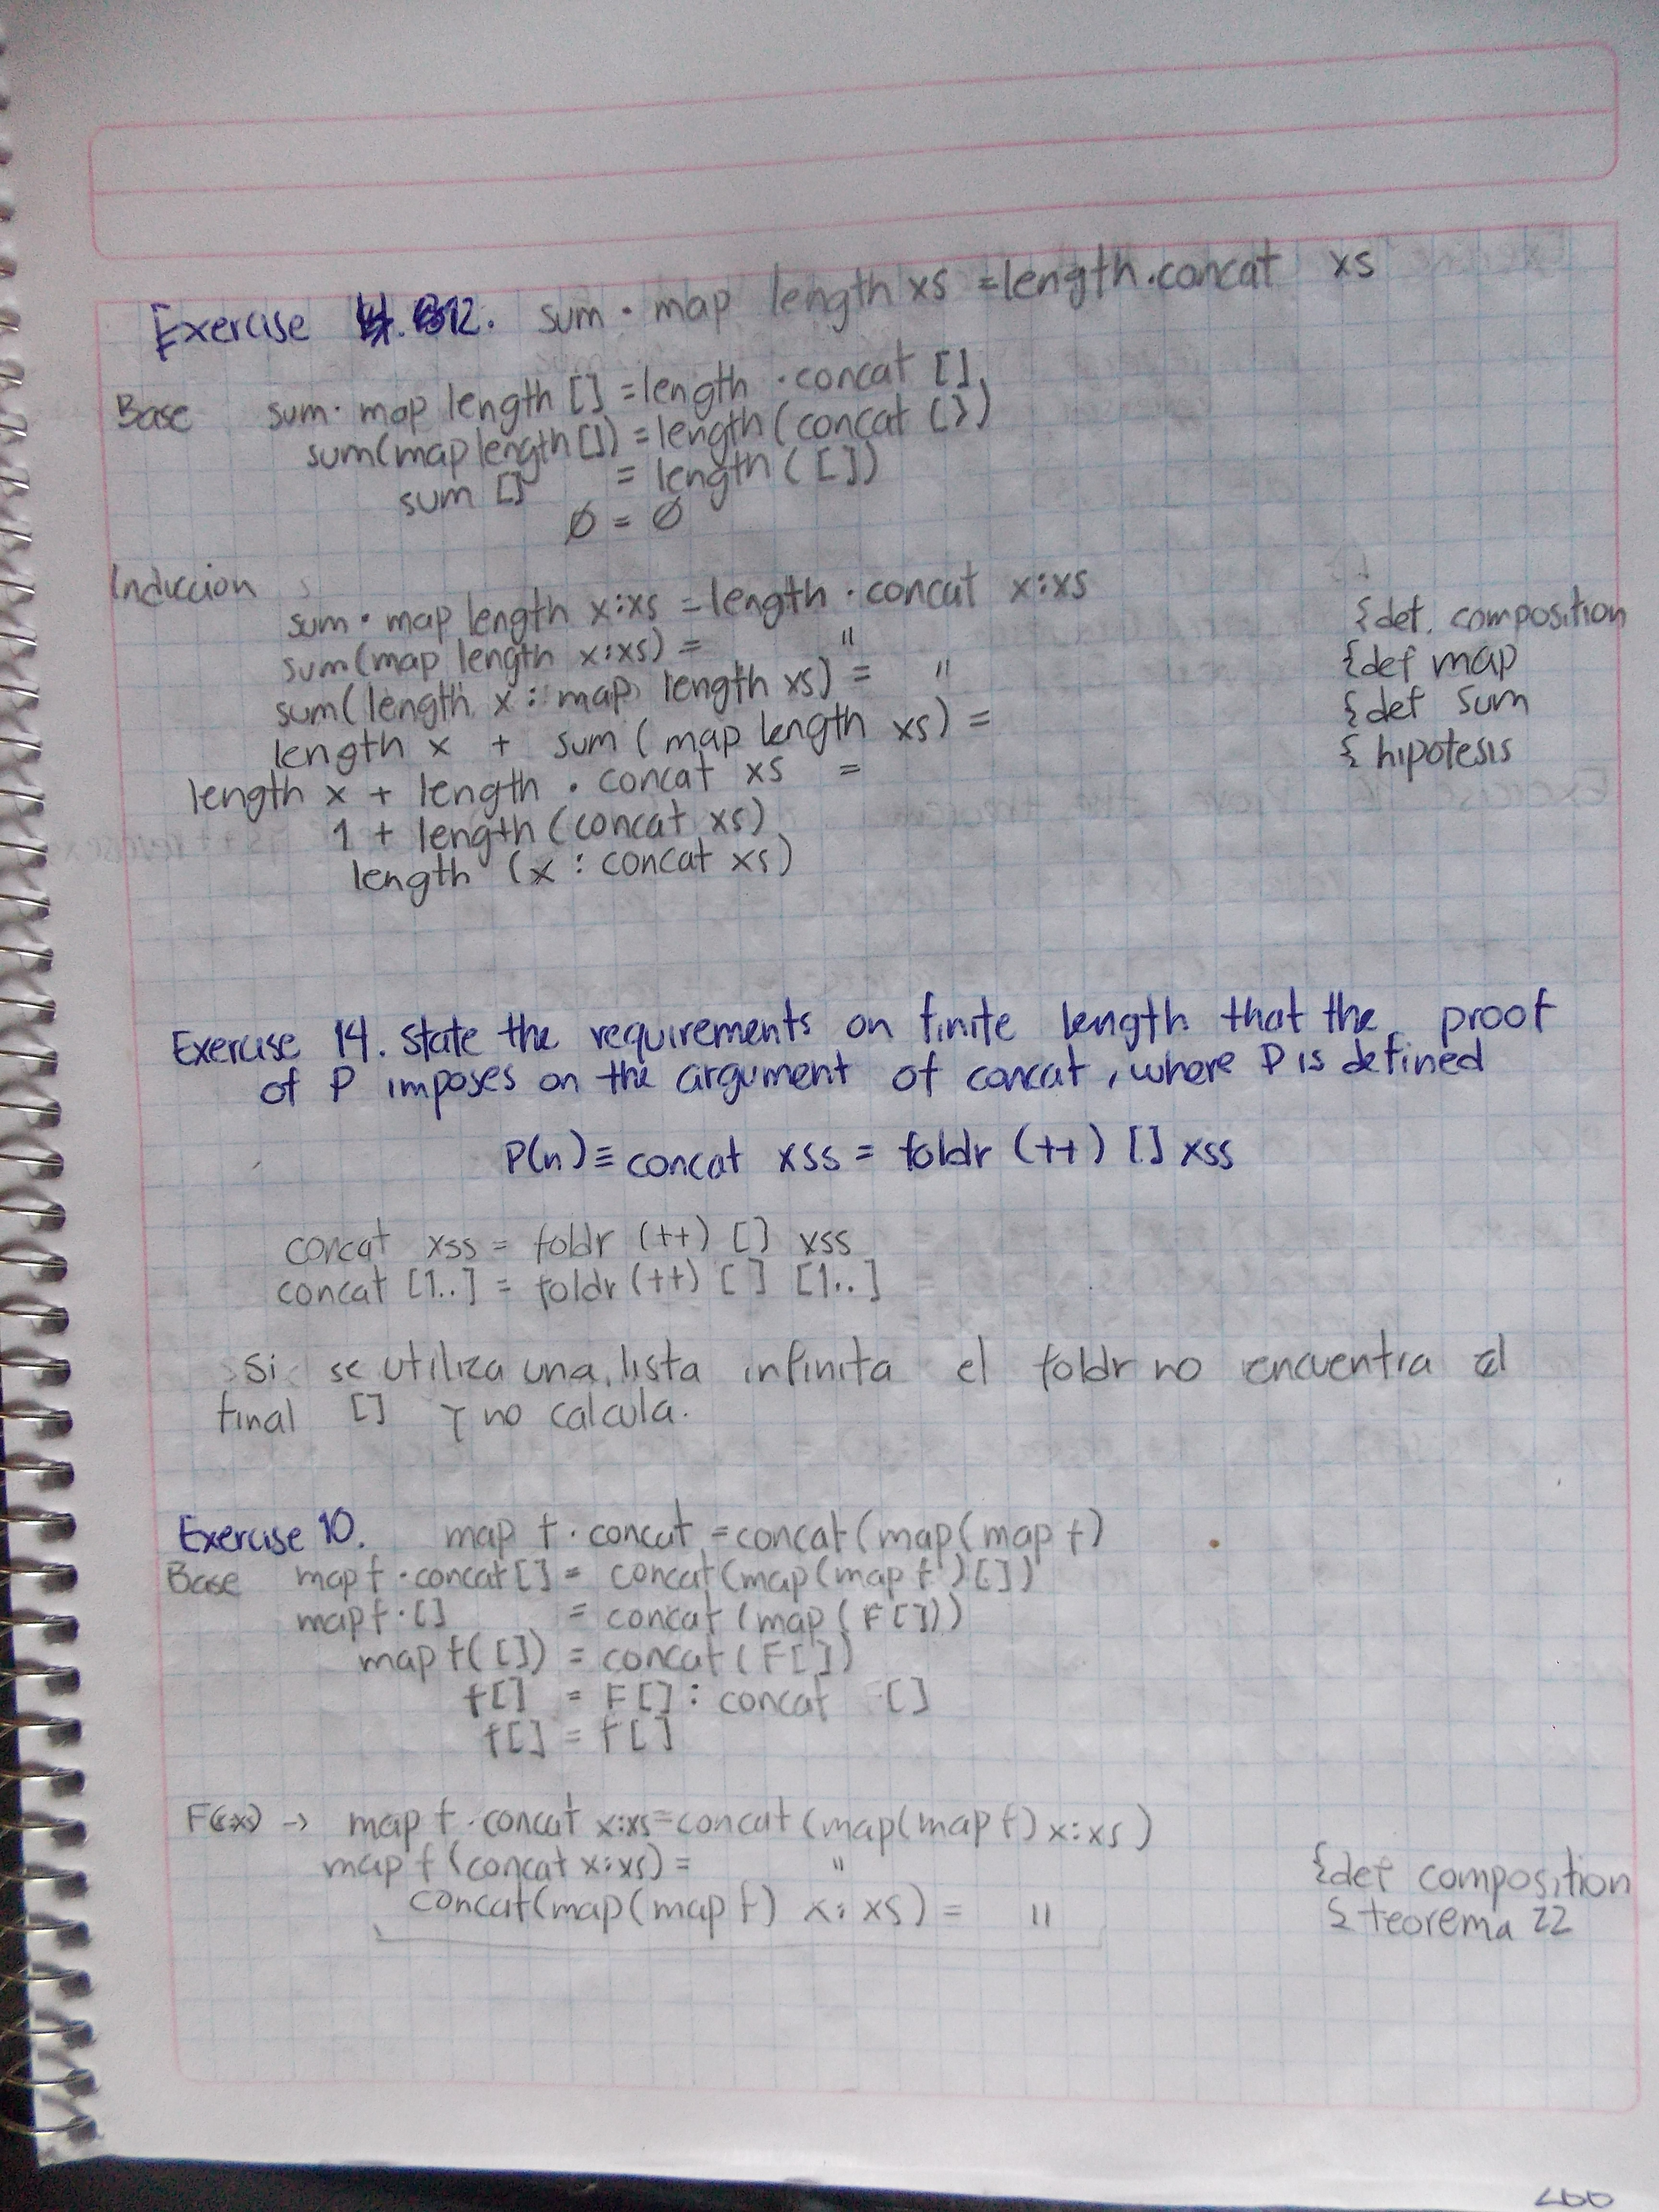 Exercise 12. sum · map length xs = length · concat xs
Base sum · map length [] = length · concat []
sum(map length []) = length (concat [])
sum [] = length ([])
0 = 0
Induccion
sum · map length x:xs = length · concat x:xs {def. composition
sum(map length x:xs) = " {def map
sum(length x : map length xs) = " {def sum
length x + sum (map length xs) = { hipotesis
length x + length · concat xs =
1 + length (concat xs)
length (x : concat xs)
Exercise 14. State the requirements on finite length that the proof
of P imposes on the argument of concat, where P is defined
P(n) ≡ concat xss = foldr (++) [] xss
concat xss = foldr (++) [] xss
concat [1..] = foldr (++) [] [1..]
Si se utiliza una lista infinita el foldr no encuentra el
final [] y no calcula.
Exercise 10. map f · concat = concat (map (map f)
Base map f · concat [] = concat (map (map f) [])
map f · [] = concat (map (F []))
map f ([]) = concat (F [])
f [] = F [] : concat []
f [] = f []
F(x) → map f · concat x:xs = concat (map (map f) x:xs)
map f (concat x:xs) = " {def composition
concat (map (map f) x:xs) = " { teorema 22